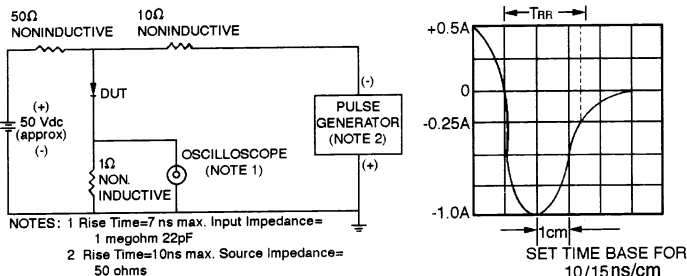 50Ω
NONINDUCTIVE
10Ω
NONINDUCTIVE
DUT
(+)
50 Vdc
(approx)
(-)
1Ω
NON.
INDUCTIVE
OSCILLOSCOPE
(NOTE 1)
(-)
PULSE
GENERATOR
(NOTE 2)
(+)
NOTES: 1 Rise Time=7 ns max. Input Impedance=
1 megohm 22pF
2 Rise Time=10ns max. Source Impedance=
50 ohms
TRR
+0.5A
0
-0.25A
-1.0A
1cm
SET TIME BASE FOR
10/15ns/cm